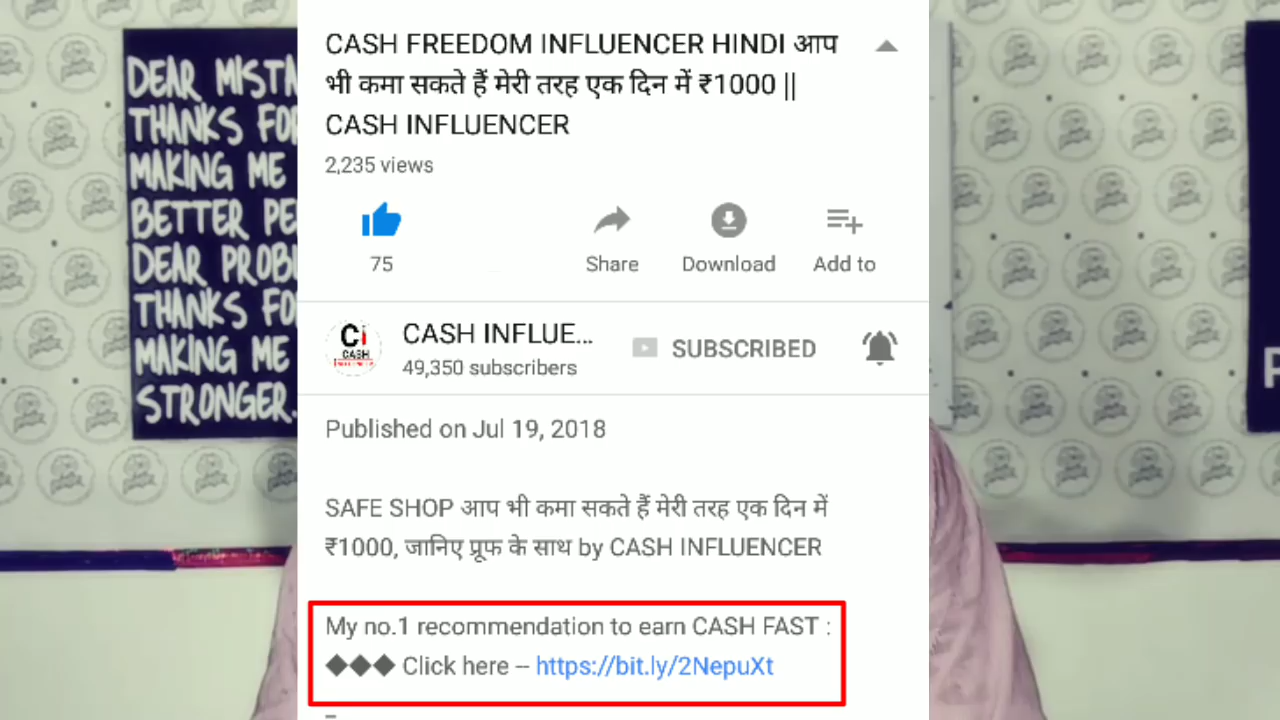 DEAR MISTA
THANKS FO
MAKING ME
BETTER PE
DEAR PROB
THANKS FO
MAKING ME
STRONGER.
CASH FREEDOM INFLUENCER HINDI आप
भी कमा सकते हैं मेरी तरह एक दिन में ₹1000 ||
CASH INFLUENCER
2,235 views
75
Share
Download
Add to
Ci
CASH
CASH INFLUE...
49,350 subscribers
SUBSCRIBED
Published on Jul 19, 2018
SAFE SHOP आप भी कमा सकते हैं मेरी तरह एक दिन में
₹1000, जानिए प्रूफ के साथ by CASH INFLUENCER
My no.1 recommendation to earn CASH FAST :
◆◆◆ Click here -- https://bit.ly/2NepuXt
P